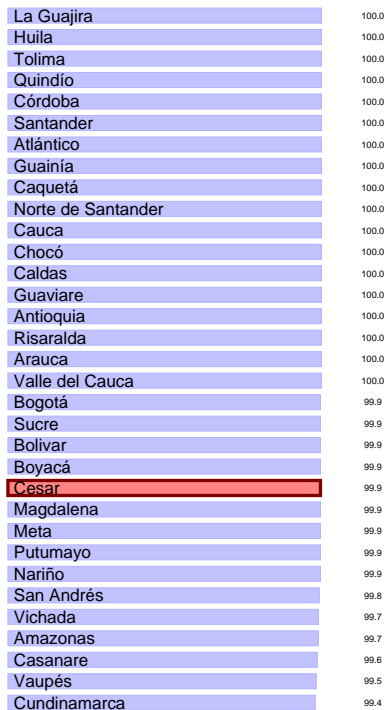 La Guajira 100.0
Huila 100.0
Tolima 100.0
Quindío 100.0
Córdoba 100.0
Santander 100.0
Atlántico 100.0
Guainía 100.0
Caquetá 100.0
Norte de Santander 100.0
Cauca 100.0
Chocó 100.0
Caldas 100.0
Guaviare 100.0
Antioquia 100.0
Risaralda 100.0
Arauca 100.0
Valle del Cauca 100.0
Bogotá 99.9
Sucre 99.9
Bolivar 99.9
Boyacá 99.9
Cesar 99.9
Magdalena 99.9
Meta 99.9
Putumayo 99.9
Nariño 99.9
San Andrés 99.8
Vichada 99.7
Amazonas 99.7
Casanare 99.6
Vaupés 99.5
Cundinamarca 99.4